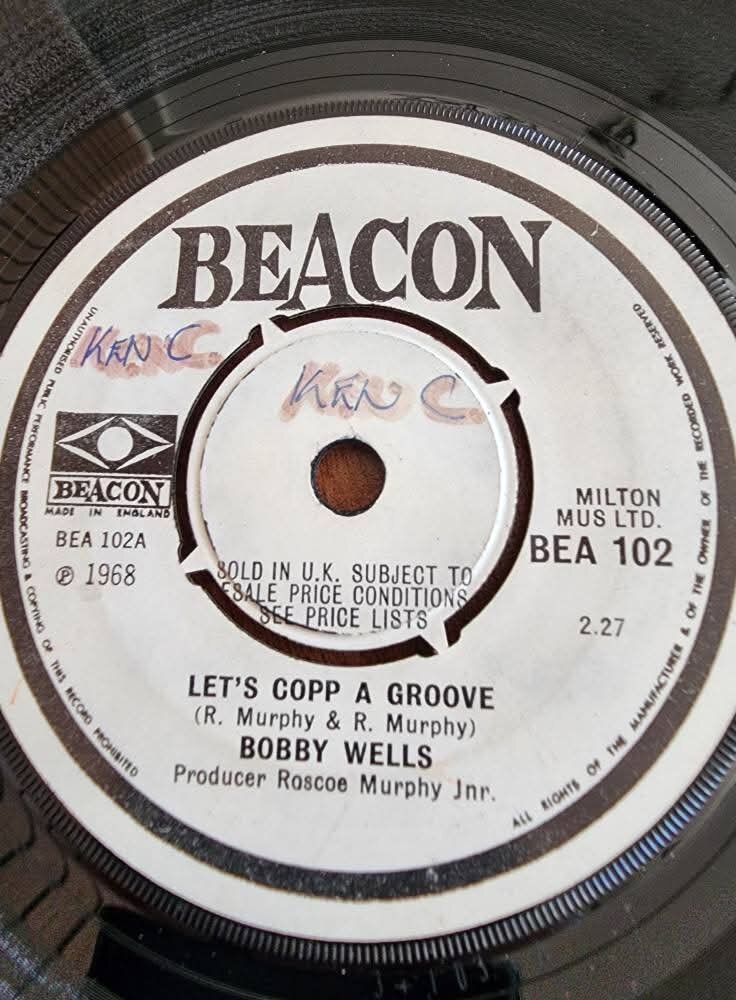 BEACON
KEN C.
KEN C.
BEACON
MADE IN ENGLAND
BEA 102A
℗ 1968
MILTON
MUS LTD.
BEA 102
2.27
SOLD IN U.K. SUBJECT TO
ESALE PRICE CONDITIONS
SEE PRICE LISTS
LET'S COPP A GROOVE
(R. Murphy & R. Murphy)
BOBBY WELLS
Producer Roscoe Murphy Jnr.
UNAUTHORISED PUBLIC PERFORMANCE BROADCASTING & COPYING OF THIS RECORD PROHIBITED
ALL RIGHTS OF THE MANUFACTURER & OF THE OWNER OF THE RECORDED WORK RESERVED